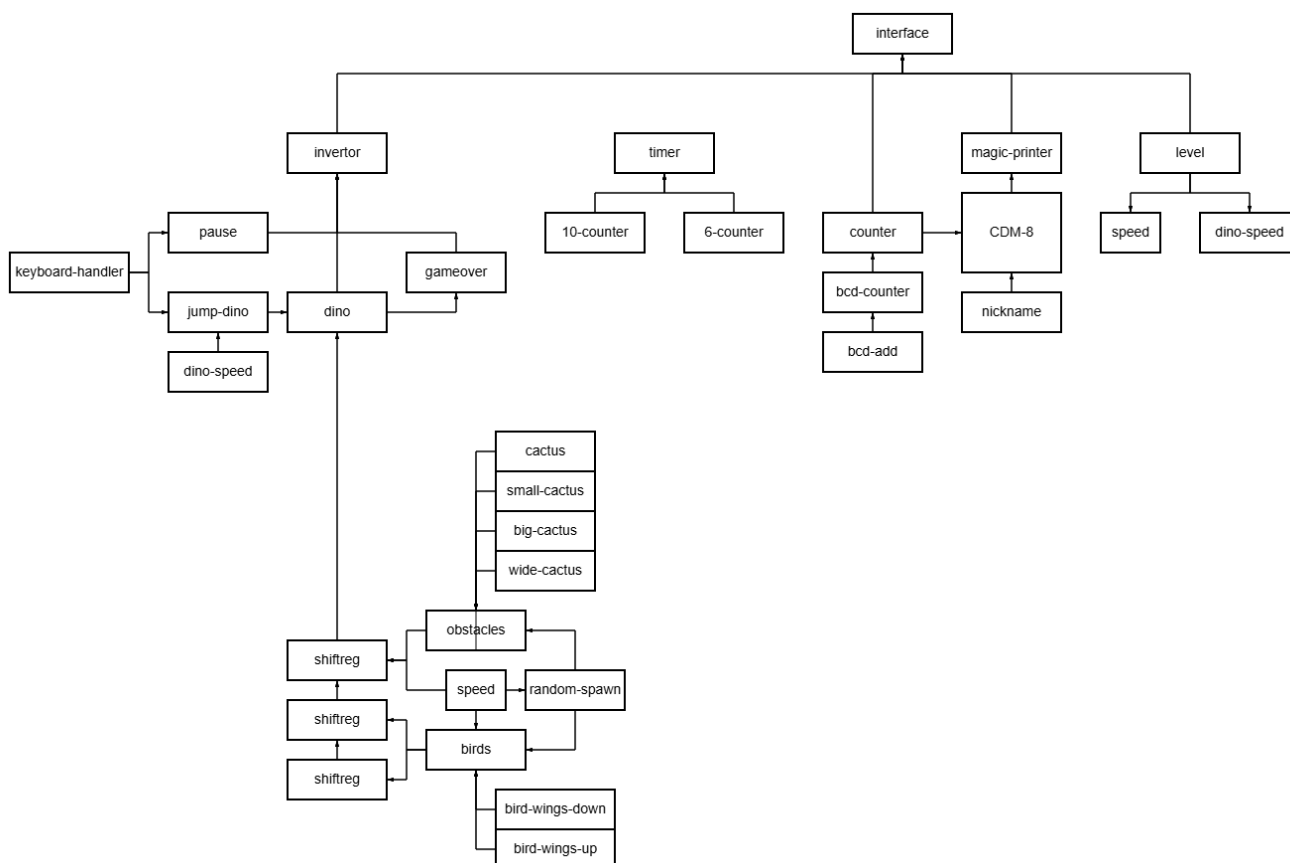 interface
invertor
timer
magic-printer
level
pause
10-counter
6-counter
counter
CDM-8
speed
dino-speed
keyboard-handler
gameover
jump-dino
dino
bcd-counter
nickname
dino-speed
bcd-add
cactus
small-cactus
big-cactus
wide-cactus
obstacles
shiftreg
speed
random-spawn
shiftreg
birds
shiftreg
bird-wings-down
bird-wings-up